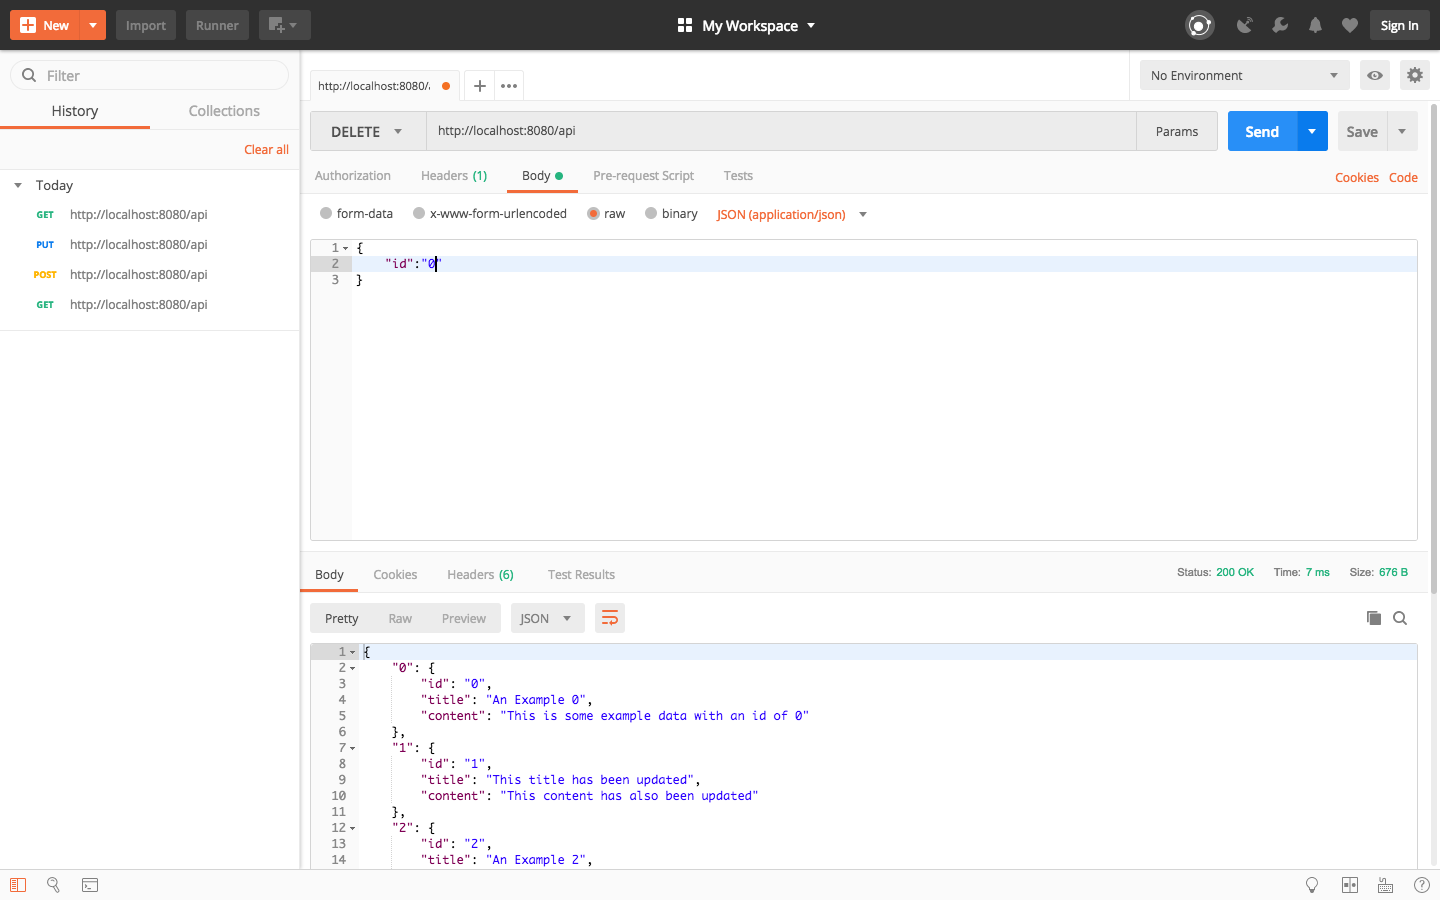 New Import Runner My Workspace Sign In
Filter
History Collections
Clear all
Today
GET http://localhost:8080/api
PUT http://localhost:8080/api
POST http://localhost:8080/api
GET http://localhost:8080/api
http://localhost:8080/ No Environment
DELETE http://localhost:8080/api Params Send Save
Authorization Headers (1) Body Pre-request Script Tests Cookies Code
form-data x-www-form-urlencoded raw binary JSON (application/json)
1 {
2 "id":"0"
3 }
Body Cookies Headers (6) Test Results Status: 200 OK Time: 7 ms Size: 676 B
Pretty Raw Preview JSON
1 {
2 "0": {
3 "id": "0",
4 "title": "An Example 0",
5 "content": "This is some example data with an id of 0"
6 },
7 "1": {
8 "id": "1",
9 "title": "This title has been updated",
10 "content": "This content has also been updated"
11 },
12 "2": {
13 "id": "2",
14 "title": "An Example 2",